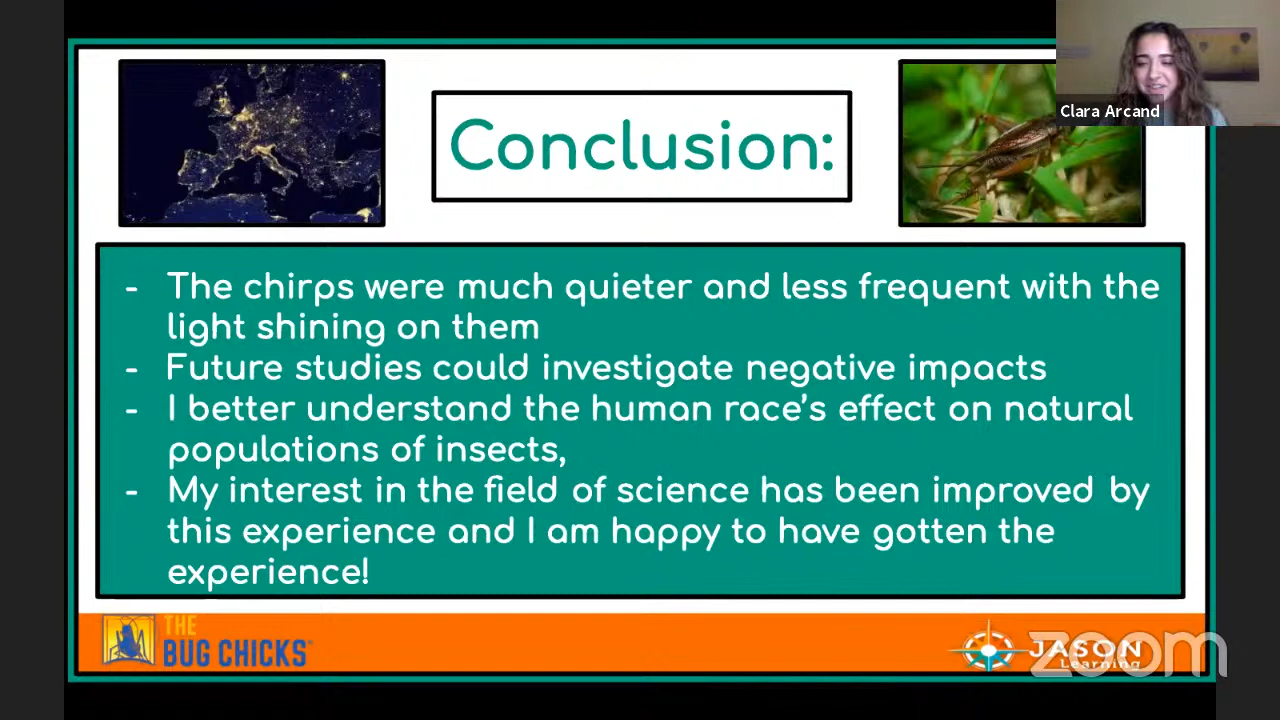 Clara Arcand
Conclusion:
- The chirps were much quieter and less frequent with the
light shining on them
- Future studies could investigate negative impacts
- I better understand the human race's effect on natural
populations of insects,
- My interest in the field of science has been improved by
this experience and I am happy to have gotten the
experience!
THE
BUG CHICKS
JASON
Learning
zoom